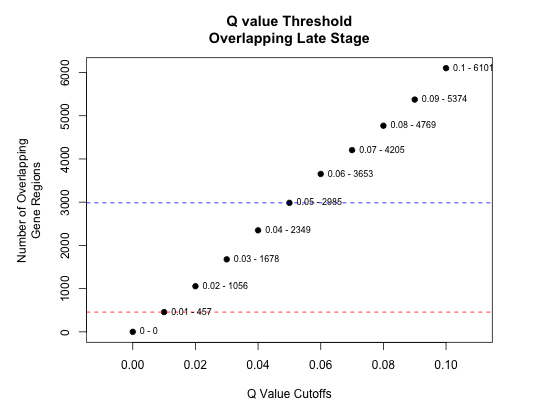 Q value Threshold
Overlapping Late Stage
Number of Overlapping
Gene Regions
6000
5000
4000
3000
2000
1000
0
0.1 - 6101
0.09 - 5374
0.08 - 4769
0.07 - 4205
0.06 - 3653
0.05 - 2985
0.04 - 2349
0.03 - 1678
0.02 - 1056
0.01 - 457
0 - 0
0.00 0.02 0.04 0.06 0.08 0.10
Q Value Cutoffs